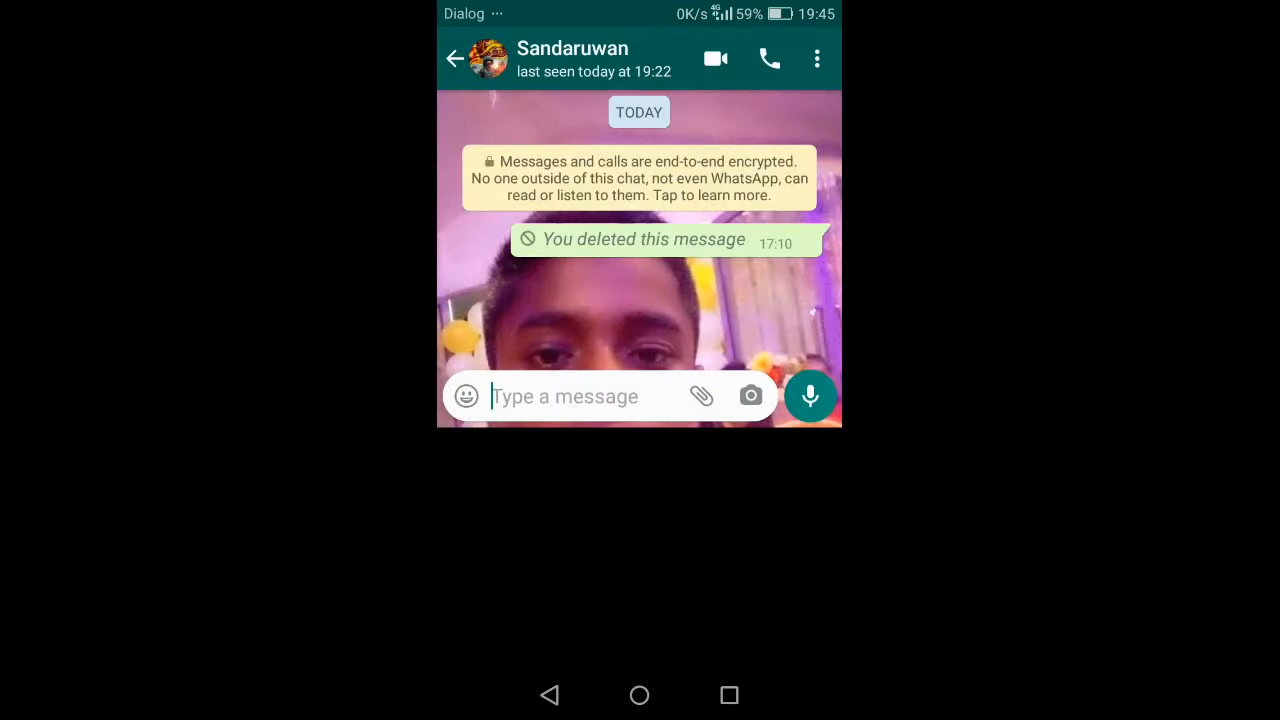 Dialog ··· 0K/s 4G 59% 19:45
Sandaruwan
last seen today at 19:22
TODAY
Messages and calls are end-to-end encrypted.
No one outside of this chat, not even WhatsApp, can
read or listen to them. Tap to learn more.
You deleted this message 17:10
Type a message